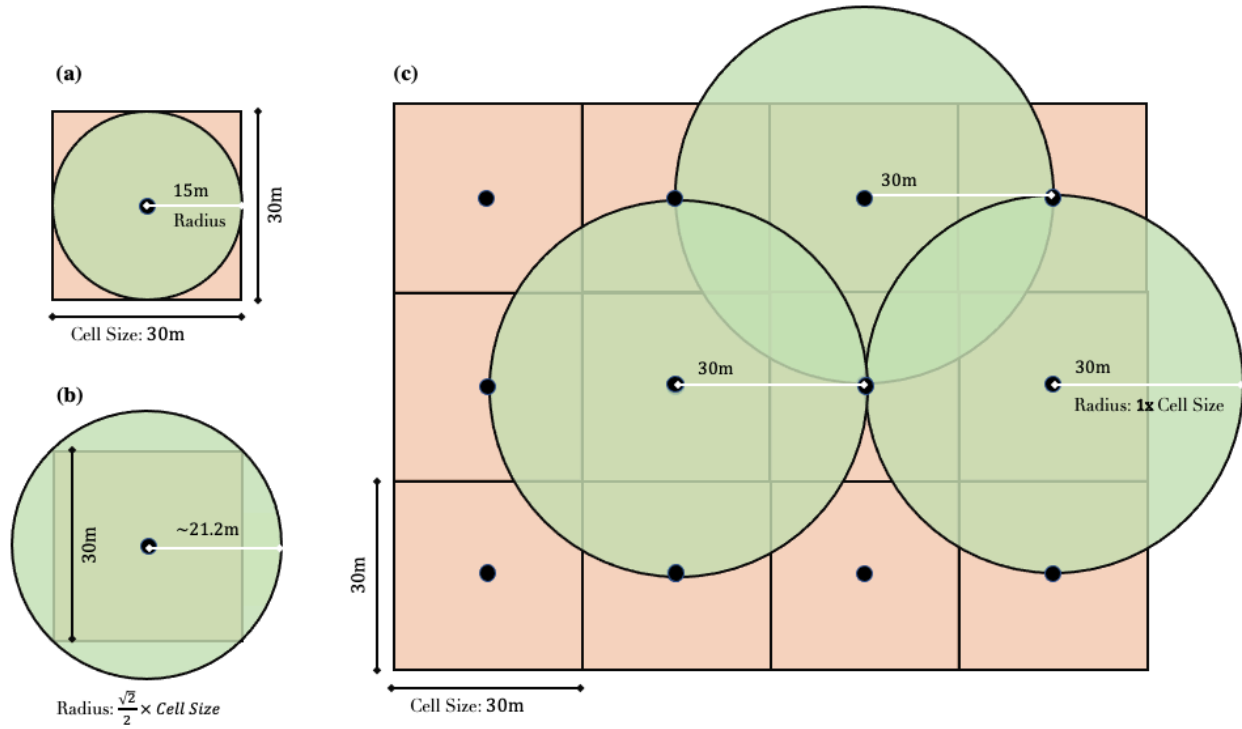 (a)
15m
Radius
30m
Cell Size: 30m
(b)
30m
~21.2m
Radius: √2/2 × Cell Size
(c)
30m
30m
30m
Radius: 1x Cell Size
30m
Cell Size: 30m